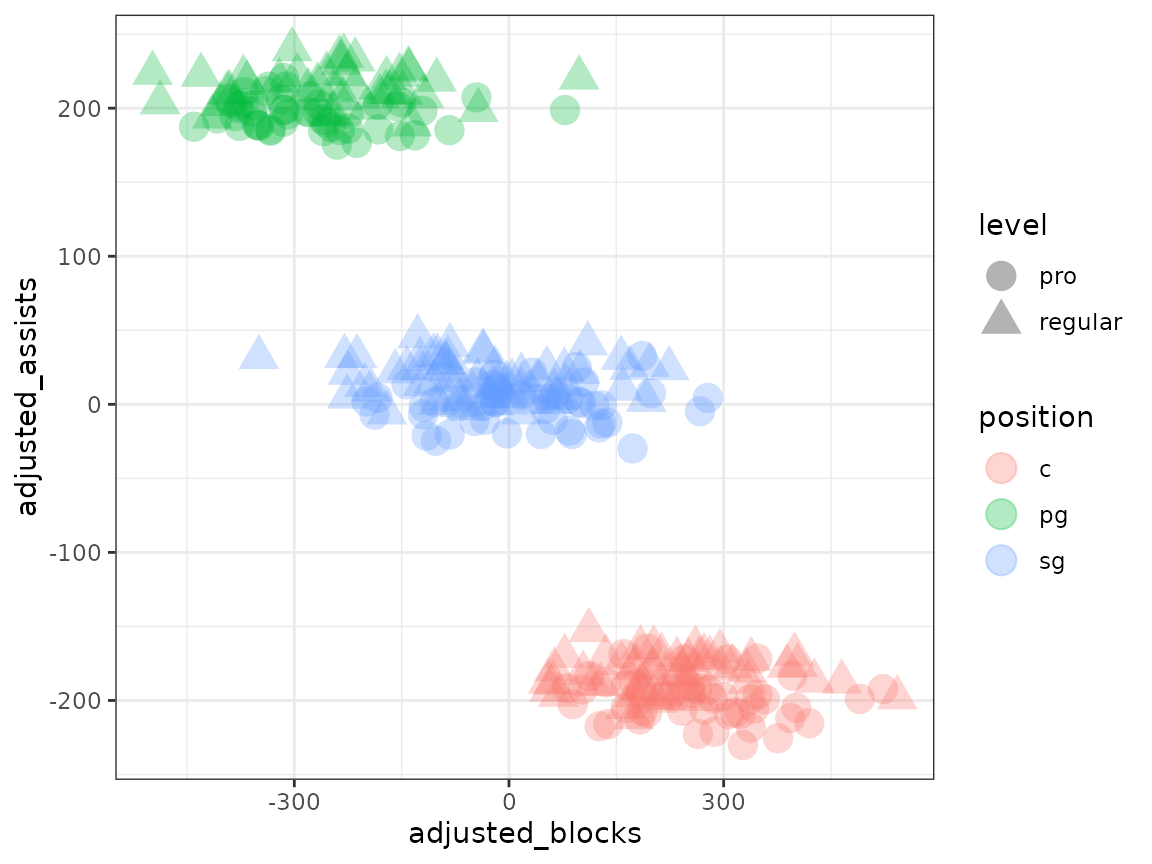 200
100
0
-100
-200
adjusted_assists
-300
0
300
adjusted_blocks
level
pro
regular
position
c
pg
sg